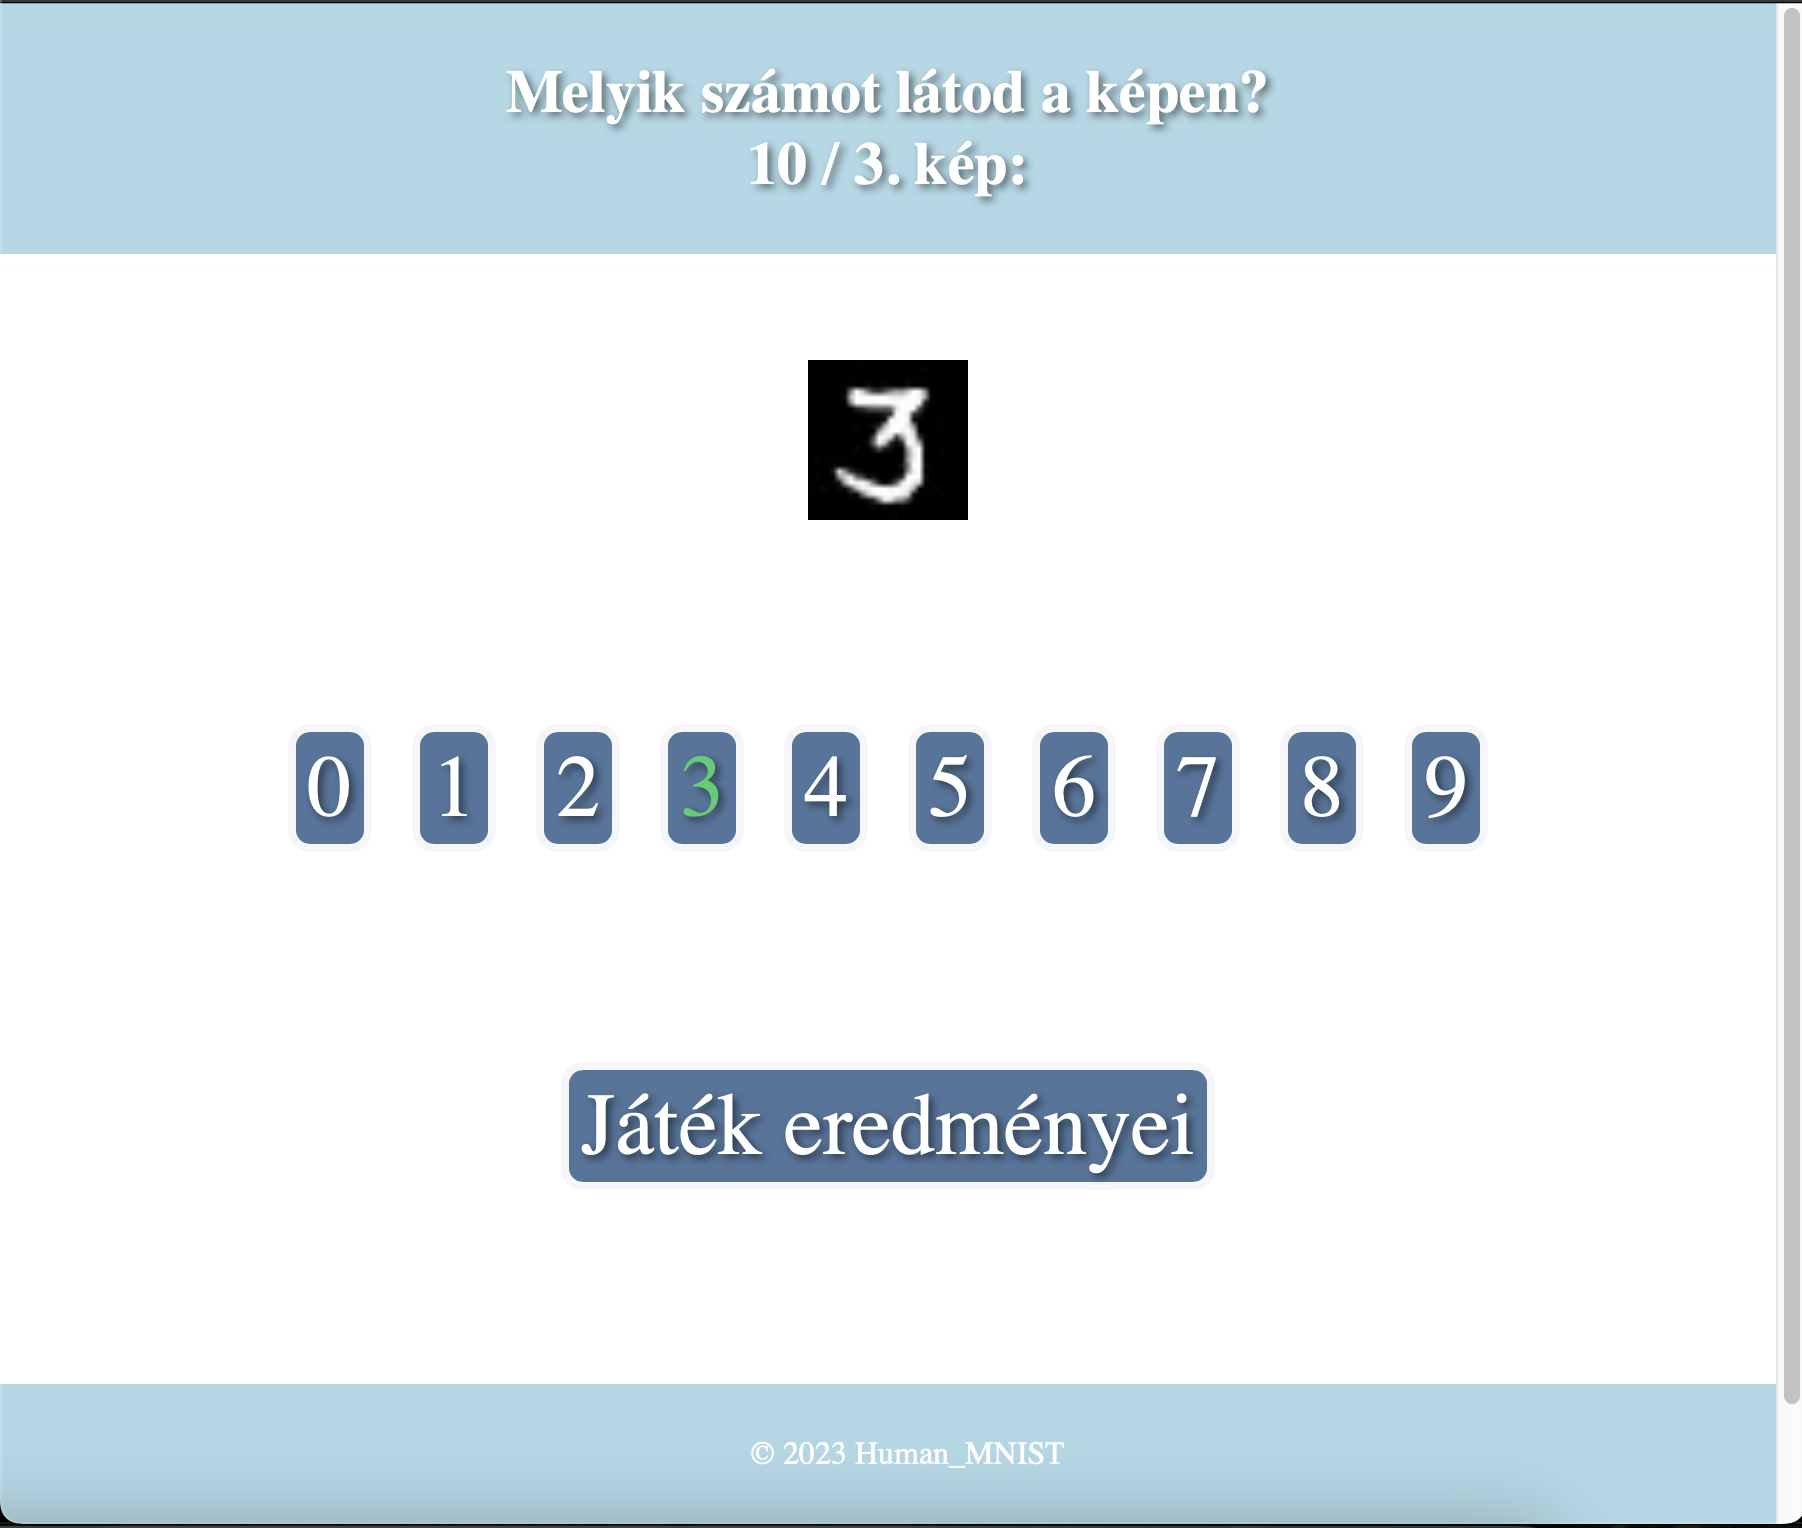 Melyik számot látod a képen?
10 / 3. kép:
3
0 1 2 3 4 5 6 7 8 9
Játék eredményei
© 2023 Human_MNIST